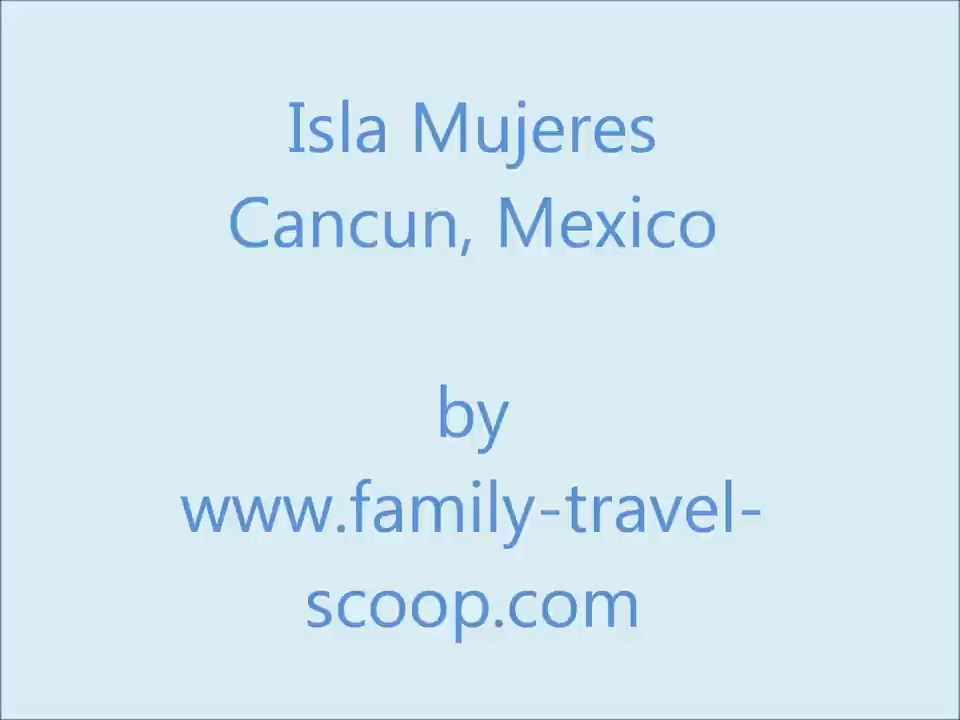 Isla Mujeres
Cancun, Mexico
by
www.family-travel-
scoop.com